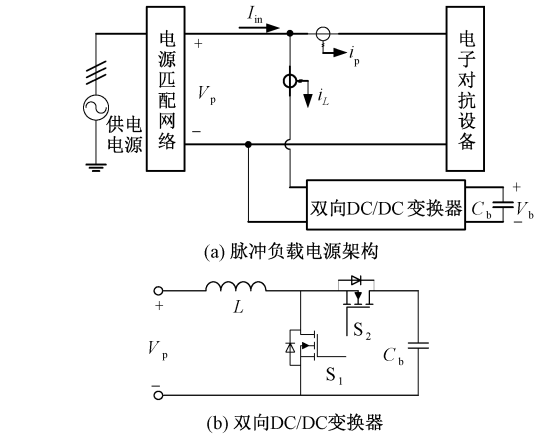 I_in
i_p
电源匹配网络
+
V_p
−
i_L
电子对抗设备
供电
电源
双向DC/DC 变换器
C_b
+
V_b
−
(a) 脉冲负载电源架构
+
L
V_p
−
S_1
S_2
C_b
(b) 双向DC/DC变换器